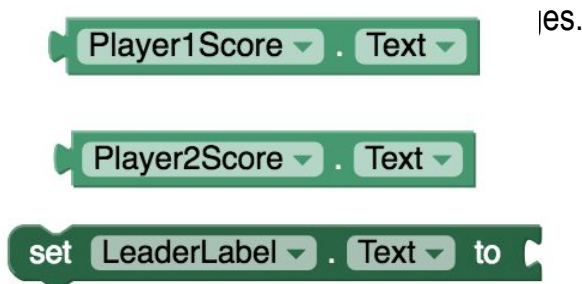 Player1Score . Text
Player2Score . Text
set LeaderLabel . Text to